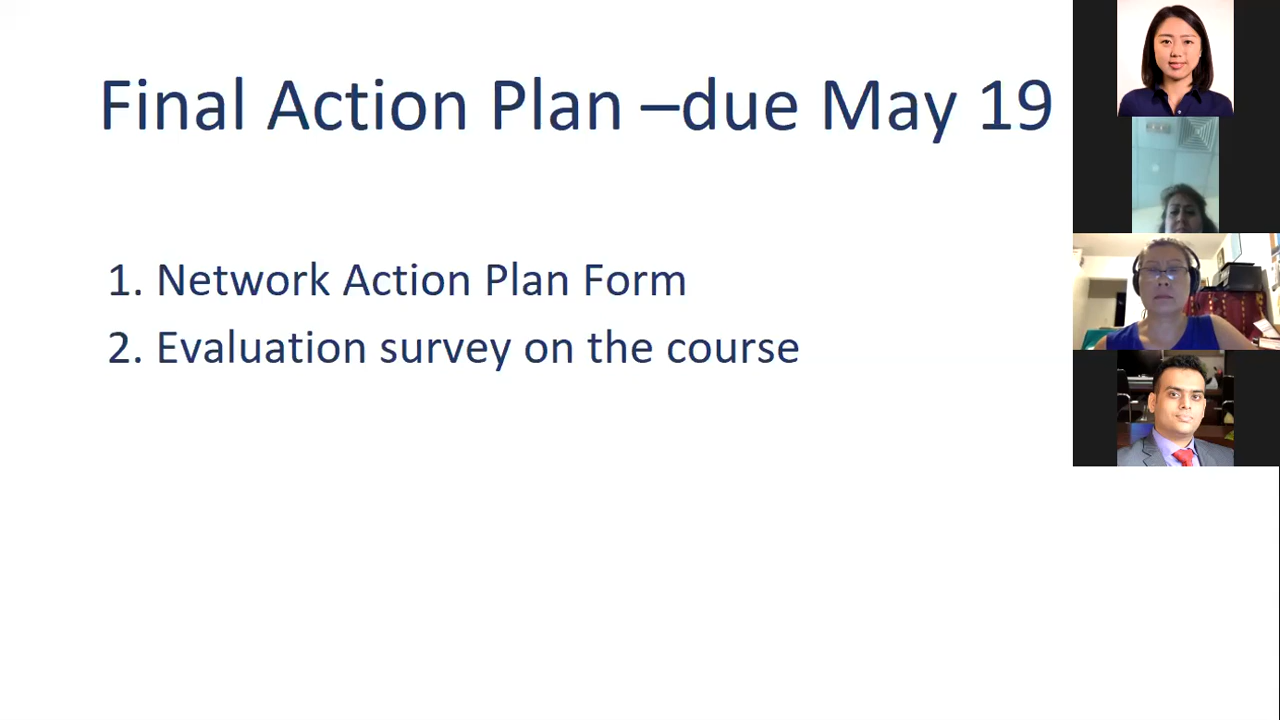 Final Action Plan –due May 19
1. Network Action Plan Form
2. Evaluation survey on the course